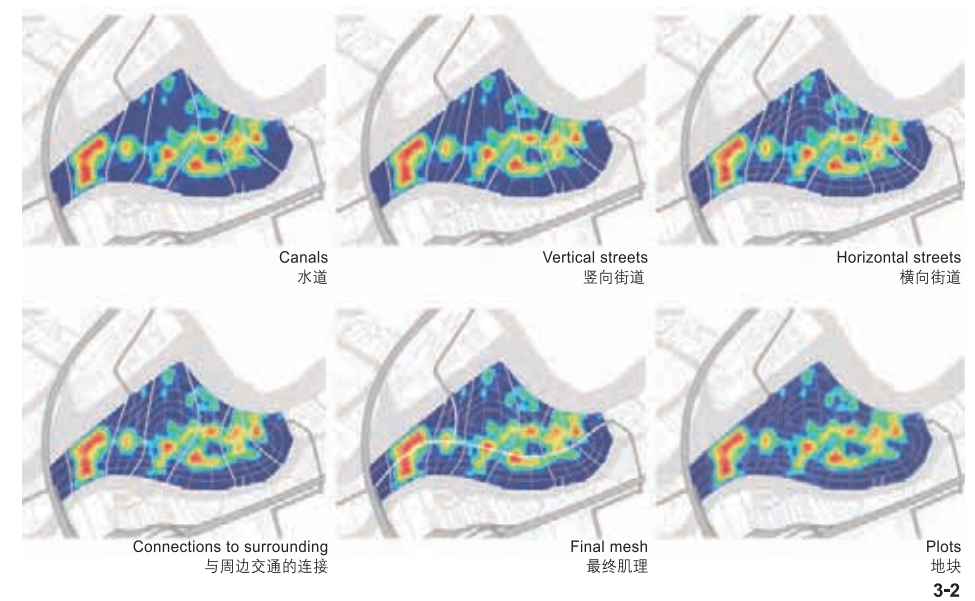 Canals
水道
Vertical streets
竖向街道
Horizontal streets
横向街道
Connections to surrounding
与周边交通的连接
Final mesh
最终肌理
Plots
地块
3-2